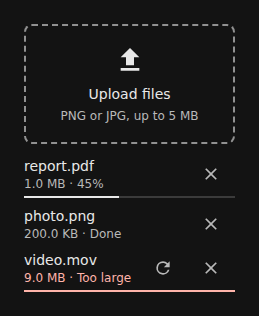 Upload files
PNG or JPG, up to 5 MB
report.pdf
1.0 MB · 45%
photo.png
200.0 KB · Done
video.mov
9.0 MB · Too large